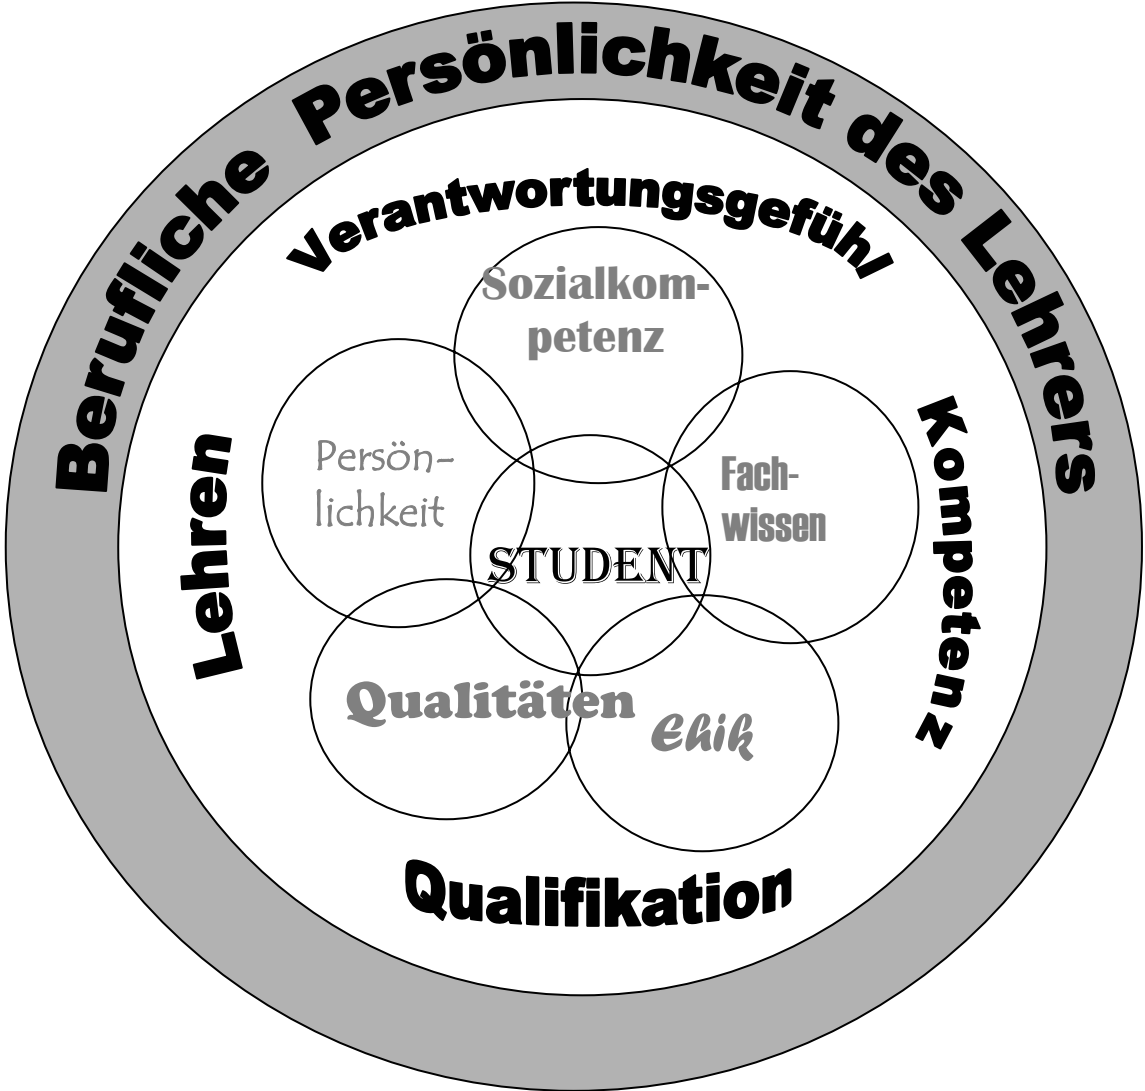 Berufliche Persönlichkeit des Lehrers
Verantwortungsgefühl
Sozialkom-
petenz
Persön-
lichkeit
Fach-
wissen
Lehren
Kompetenz
STUDENT
Qualitäten
Ehik
Qualifikation